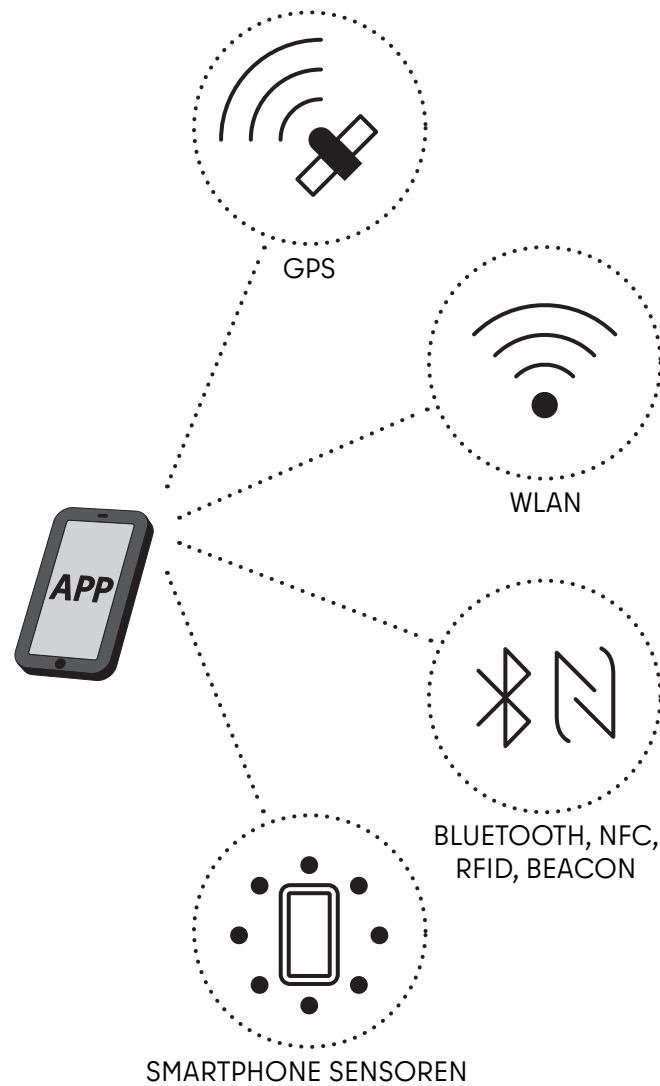 GPS
WLAN
APP
BLUETOOTH, NFC,
RFID, BEACON
SMARTPHONE SENSOREN